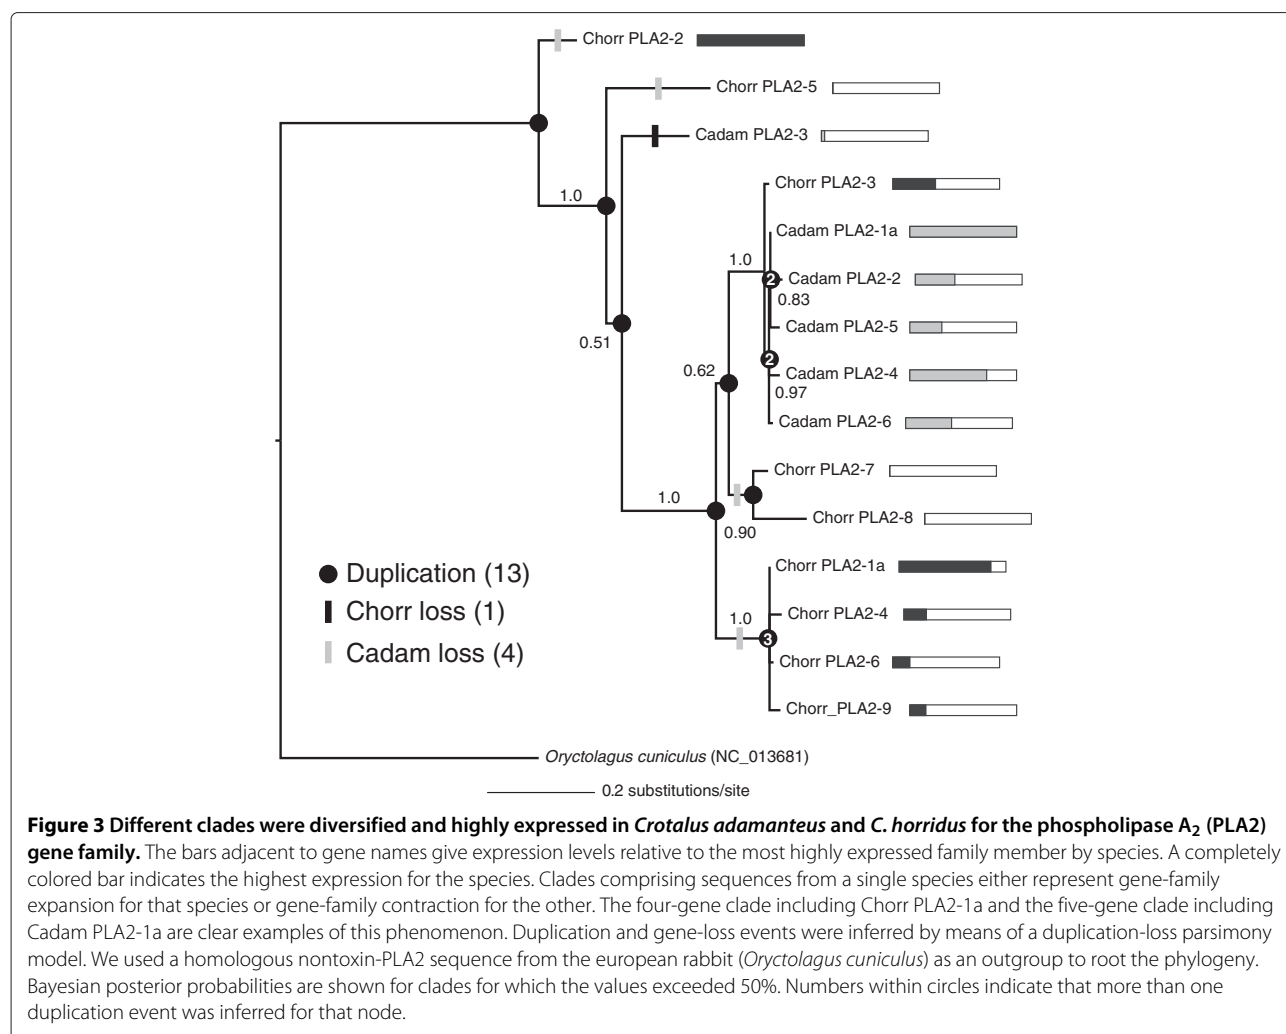 Chorr PLA2-2
Chorr PLA2-5
Cadam PLA2-3
Chorr PLA2-3
Cadam PLA2-1a
1.0
2
Cadam PLA2-2
0.83
1.0
Cadam PLA2-5
0.51
2
0.62
Cadam PLA2-4
0.97
Cadam PLA2-6
Chorr PLA2-7
1.0
Chorr PLA2-8
0.90
Chorr PLA2-1a
Chorr PLA2-4
1.0
3
Chorr PLA2-6
Chorr_PLA2-9
Duplication (13)
Chorr loss (1)
Cadam loss (4)
Oryctolagus cuniculus (NC_013681)
0.2 substitutions/site
Figure 3 Different clades were diversified and highly expressed in Crotalus adamanteus and C. horridus for the phospholipase A₂ (PLA2)
gene family. The bars adjacent to gene names give expression levels relative to the most highly expressed family member by species. A completely
colored bar indicates the highest expression for the species. Clades comprising sequences from a single species either represent gene-family
expansion for that species or gene-family contraction for the other. The four-gene clade including Chorr PLA2-1a and the five-gene clade including
Cadam PLA2-1a are clear examples of this phenomenon. Duplication and gene-loss events were inferred by means of a duplication-loss parsimony
model. We used a homologous nontoxin-PLA2 sequence from the european rabbit (Oryctolagus cuniculus) as an outgroup to root the phylogeny.
Bayesian posterior probabilities are shown for clades for which the values exceeded 50%. Numbers within circles indicate that more than one
duplication event was inferred for that node.